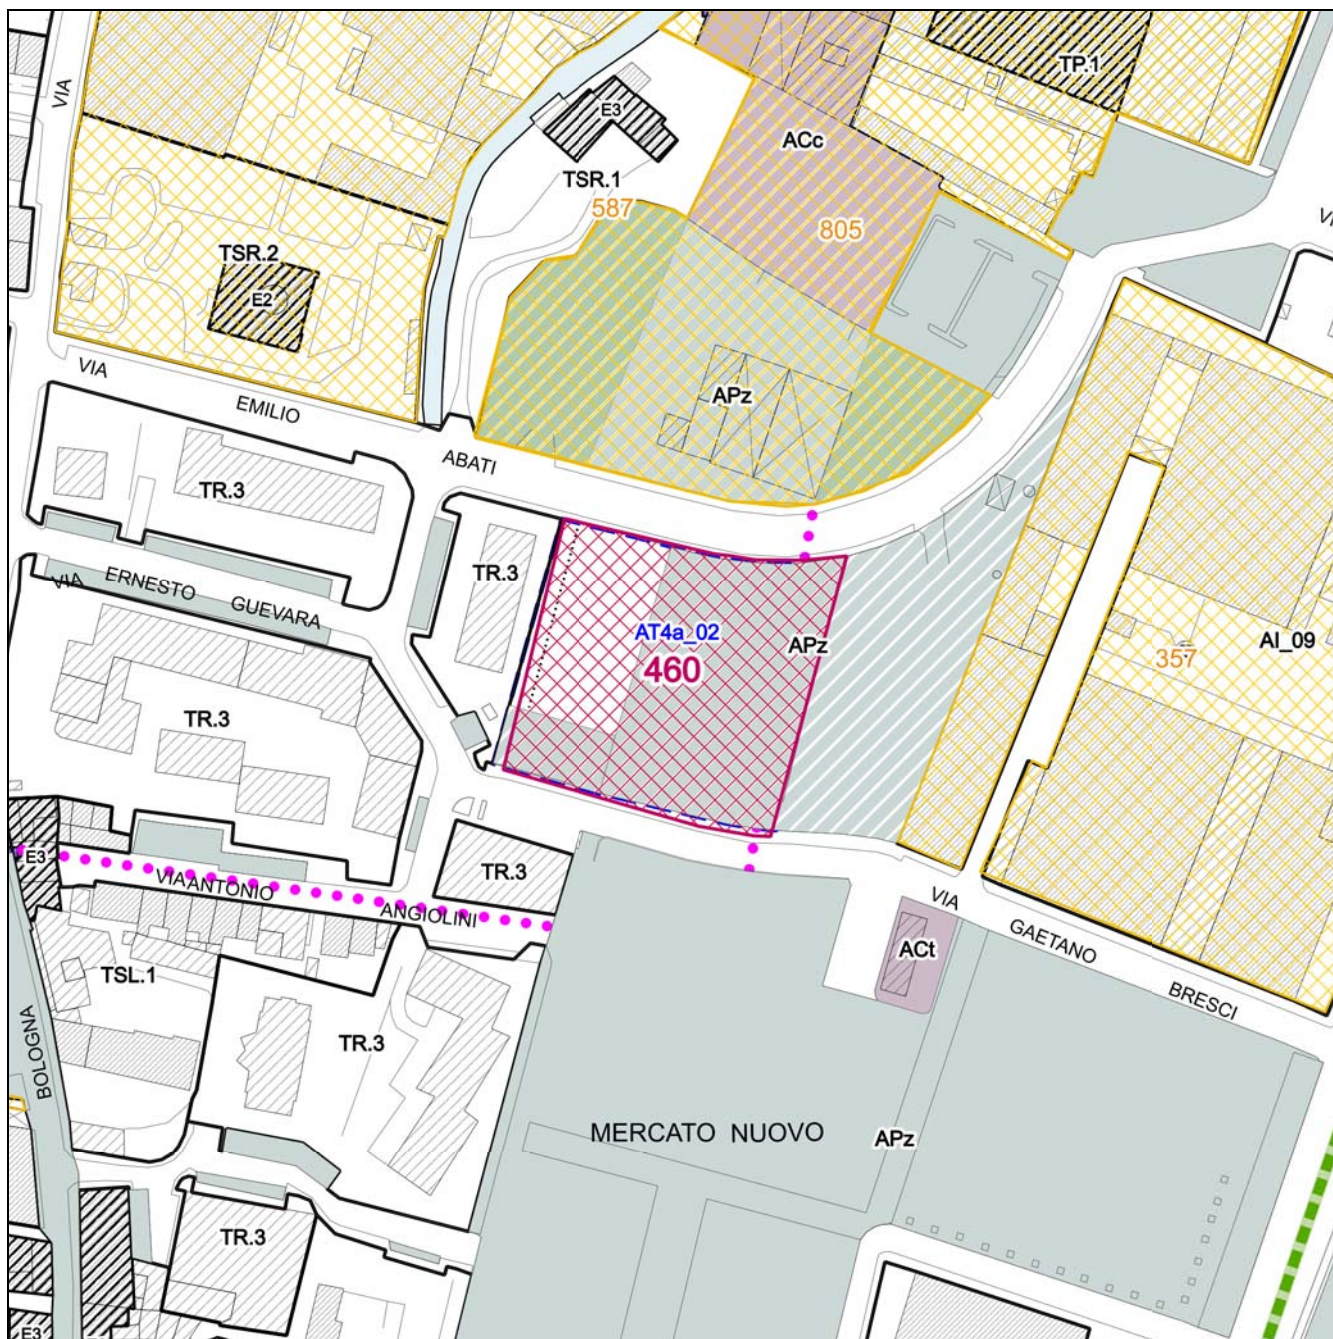 VIA
TP.1
E3
ACc
TSR.1
587
805
TSR.2
E2
APz
VIA
EMILIO
ABATI
TR.3
TR.3
VIA ERNESTO GUEVARA
AT4a_02
460
APz
357
AI_09
TR.3
E3
VIA ANTONIO ANGIOLINI
TR.3
VIA
GAETANO
BRESCI
ACt
TSL.1
BOLOGNA
TR.3
MERCATO NUOVO
APz
TR.3
E3